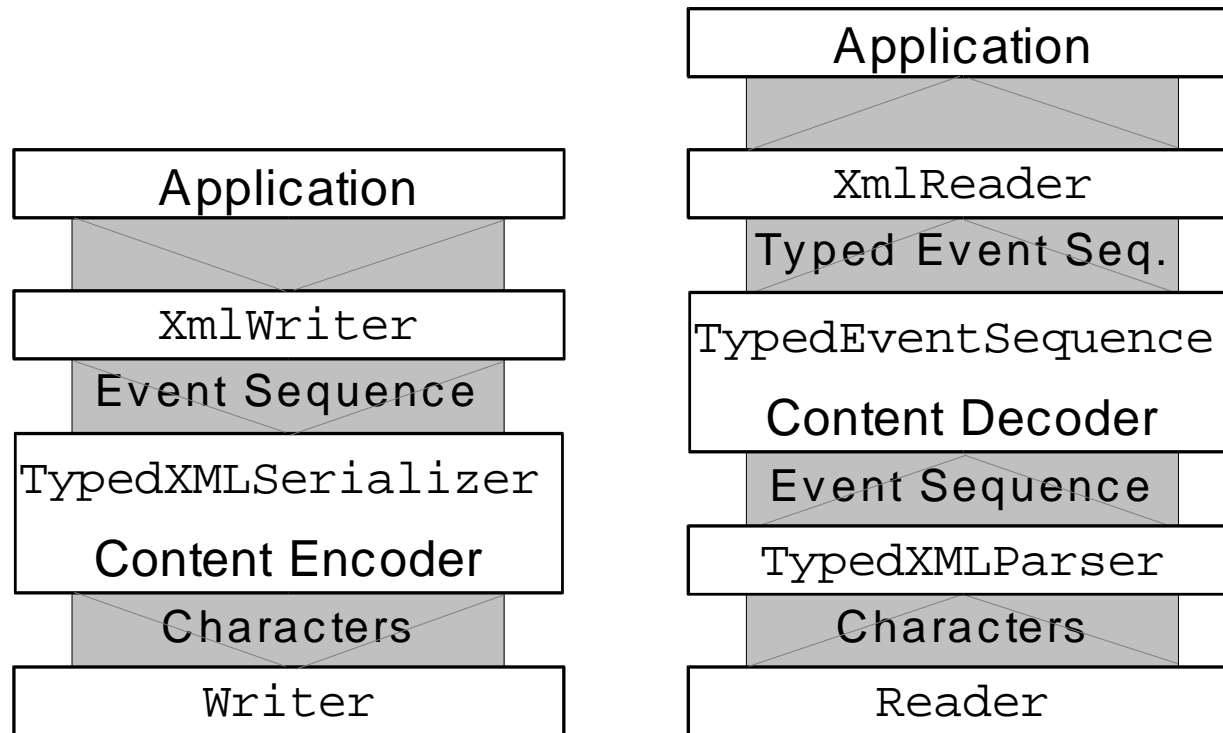 Application
XmlWriter
Event Sequence
TypedXMLSerializer
Content Encoder
Characters
Writer
Application
XmlReader
Typed Event Seq.
TypedEventSequence
Content Decoder
Event Sequence
TypedXMLParser
Characters
Reader